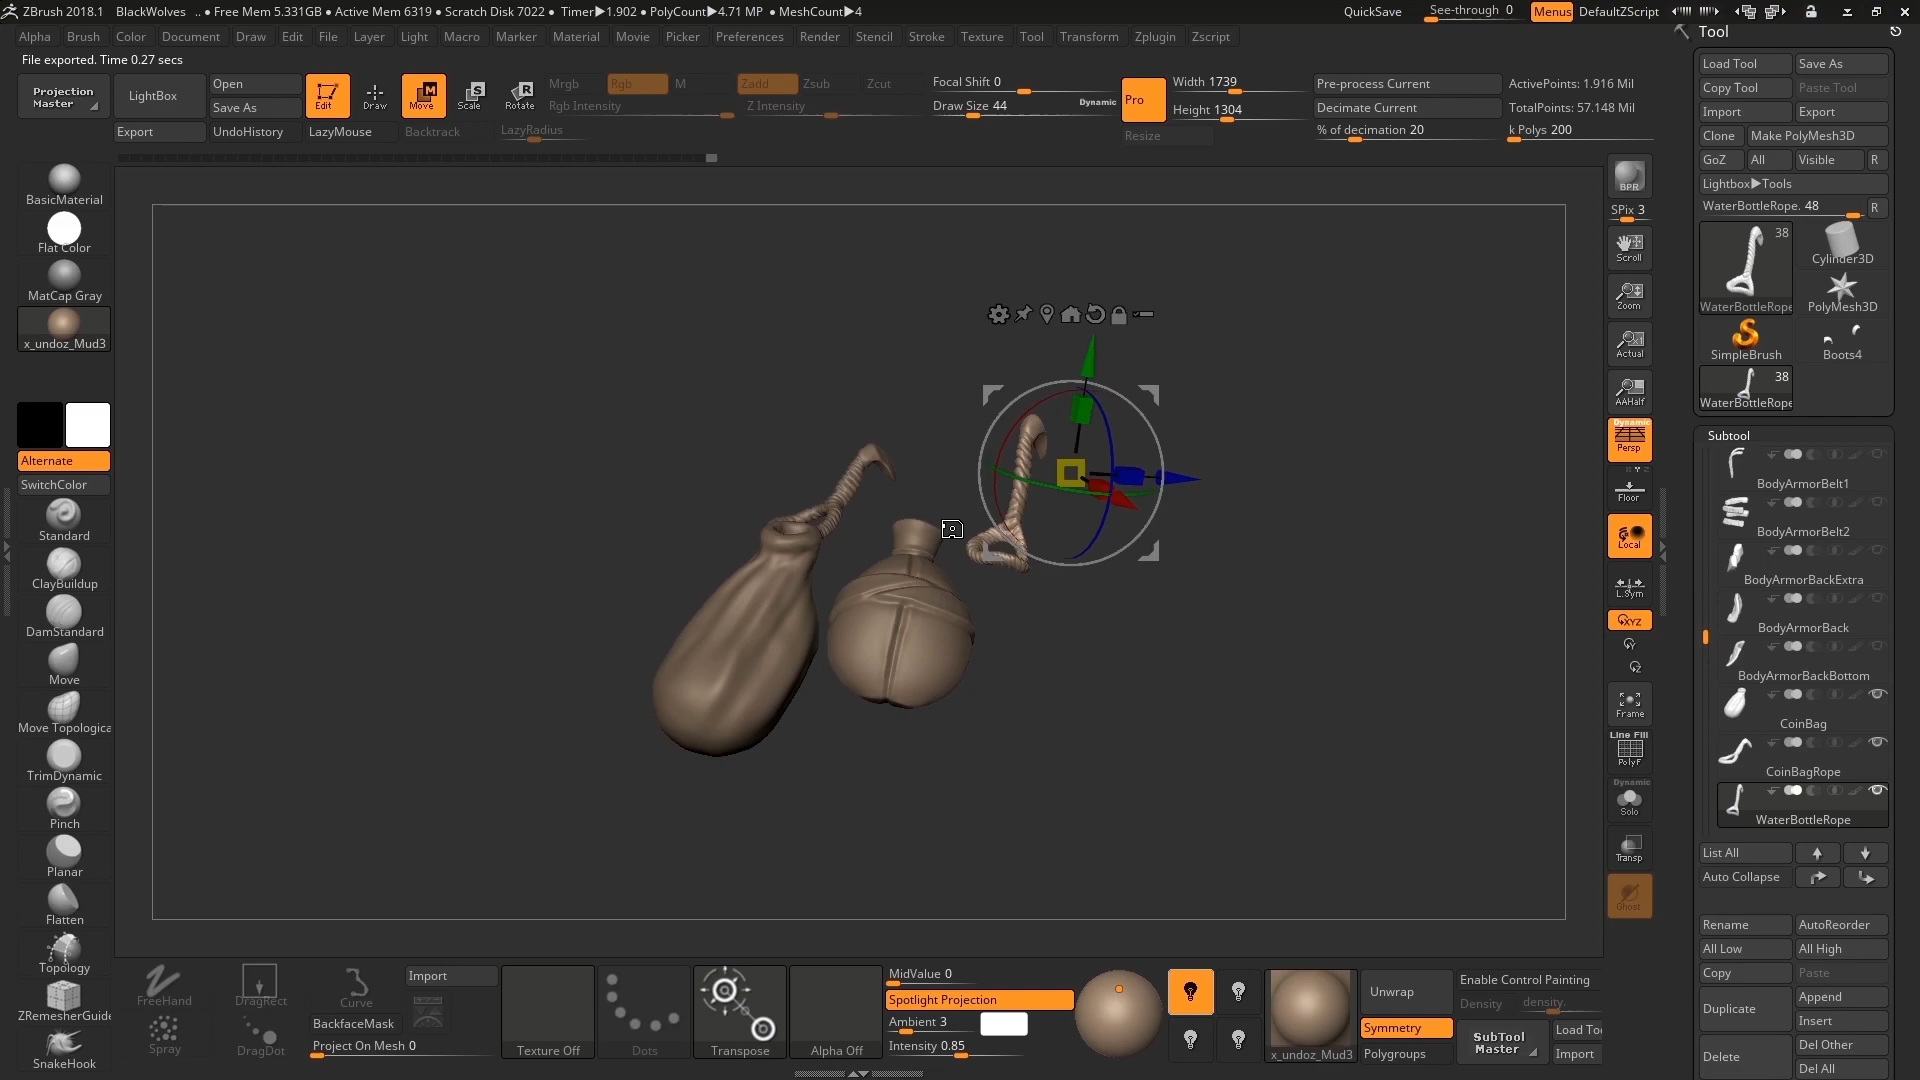 ZBrush 2018.1 BlackWolves .. • Free Mem 5.331GB • Active Mem 6319 • Scratch Disk 7022 • Timer▶1.902 • PolyCount▶4.71 MP • MeshCount▶4 QuickSave See-through 0 Menus DefaultZScript
Alpha Brush Color Document Draw Edit File Layer Light Macro Marker Material Movie Picker Preferences Render Stencil Stroke Texture Tool Transform Zplugin Zscript
File exported. Time 0.27 secs
Projection Master
LightBox
Open
Save As
Export
UndoHistory
LazyMouse
Backtrack
LazyRadius
Edit
Draw
M
Move
S
Scale
R
Rotate
Mrgb Rgb M Zadd Zsub Zcut
Rgb Intensity Z Intensity
Focal Shift 0
Draw Size 44 Dynamic
Pro
Width 1739
Height 1304
Resize
Pre-process Current
Decimate Current
% of decimation 20
ActivePoints: 1.916 Mil
TotalPoints: 57.148 Mil
k Polys 200
BasicMaterial
Flat Color
MatCap Gray
x_undoz_Mud3
Alternate
SwitchColor
Standard
ClayBuildup
DamStandard
Move
Move Topologica
TrimDynamic
Pinch
Planar
Flatten
Topology
ZRemesherGuide
SnakeHook
BPR
SPix 3
Scroll
Zoom
Actual
AAHalf
Dynamic
Persp
Floor
Local
L.Sym
XYZ
Y
Z
Frame
Line Fill
PolyF
Dynamic
Solo
Transp
Ghost
Tool
Load Tool Save As
Copy Tool Paste Tool
Import Export
Clone Make PolyMesh3D
GoZ All Visible R
Lightbox▶Tools
WaterBottleRope. 48 R
38
WaterBottleRope
Cylinder3D
PolyMesh3D
SimpleBrush
Boots4
38
WaterBottleRope
Subtool
BodyArmorBelt1
BodyArmorBelt2
BodyArmorBackExtra
BodyArmorBack
BodyArmorBackBottom
CoinBag
CoinBagRope
WaterBottleRope
List All
Auto Collapse
Rename AutoReorder
All Low All High
Copy Paste
Duplicate
Append
Insert
Delete
Del Other
Del All
FreeHand
DragRect
Curve
Spray
DragDot
Import
BackfaceMask
Project On Mesh 0
Texture Off
Dots
Transpose
Alpha Off
MidValue 0
Spotlight Projection
Ambient 3
Intensity 0.85
x_undoz_Mud3
Unwrap
Symmetry
Polygroups
Enable Control Painting
Density density.
SubTool Master
Load Too
Import